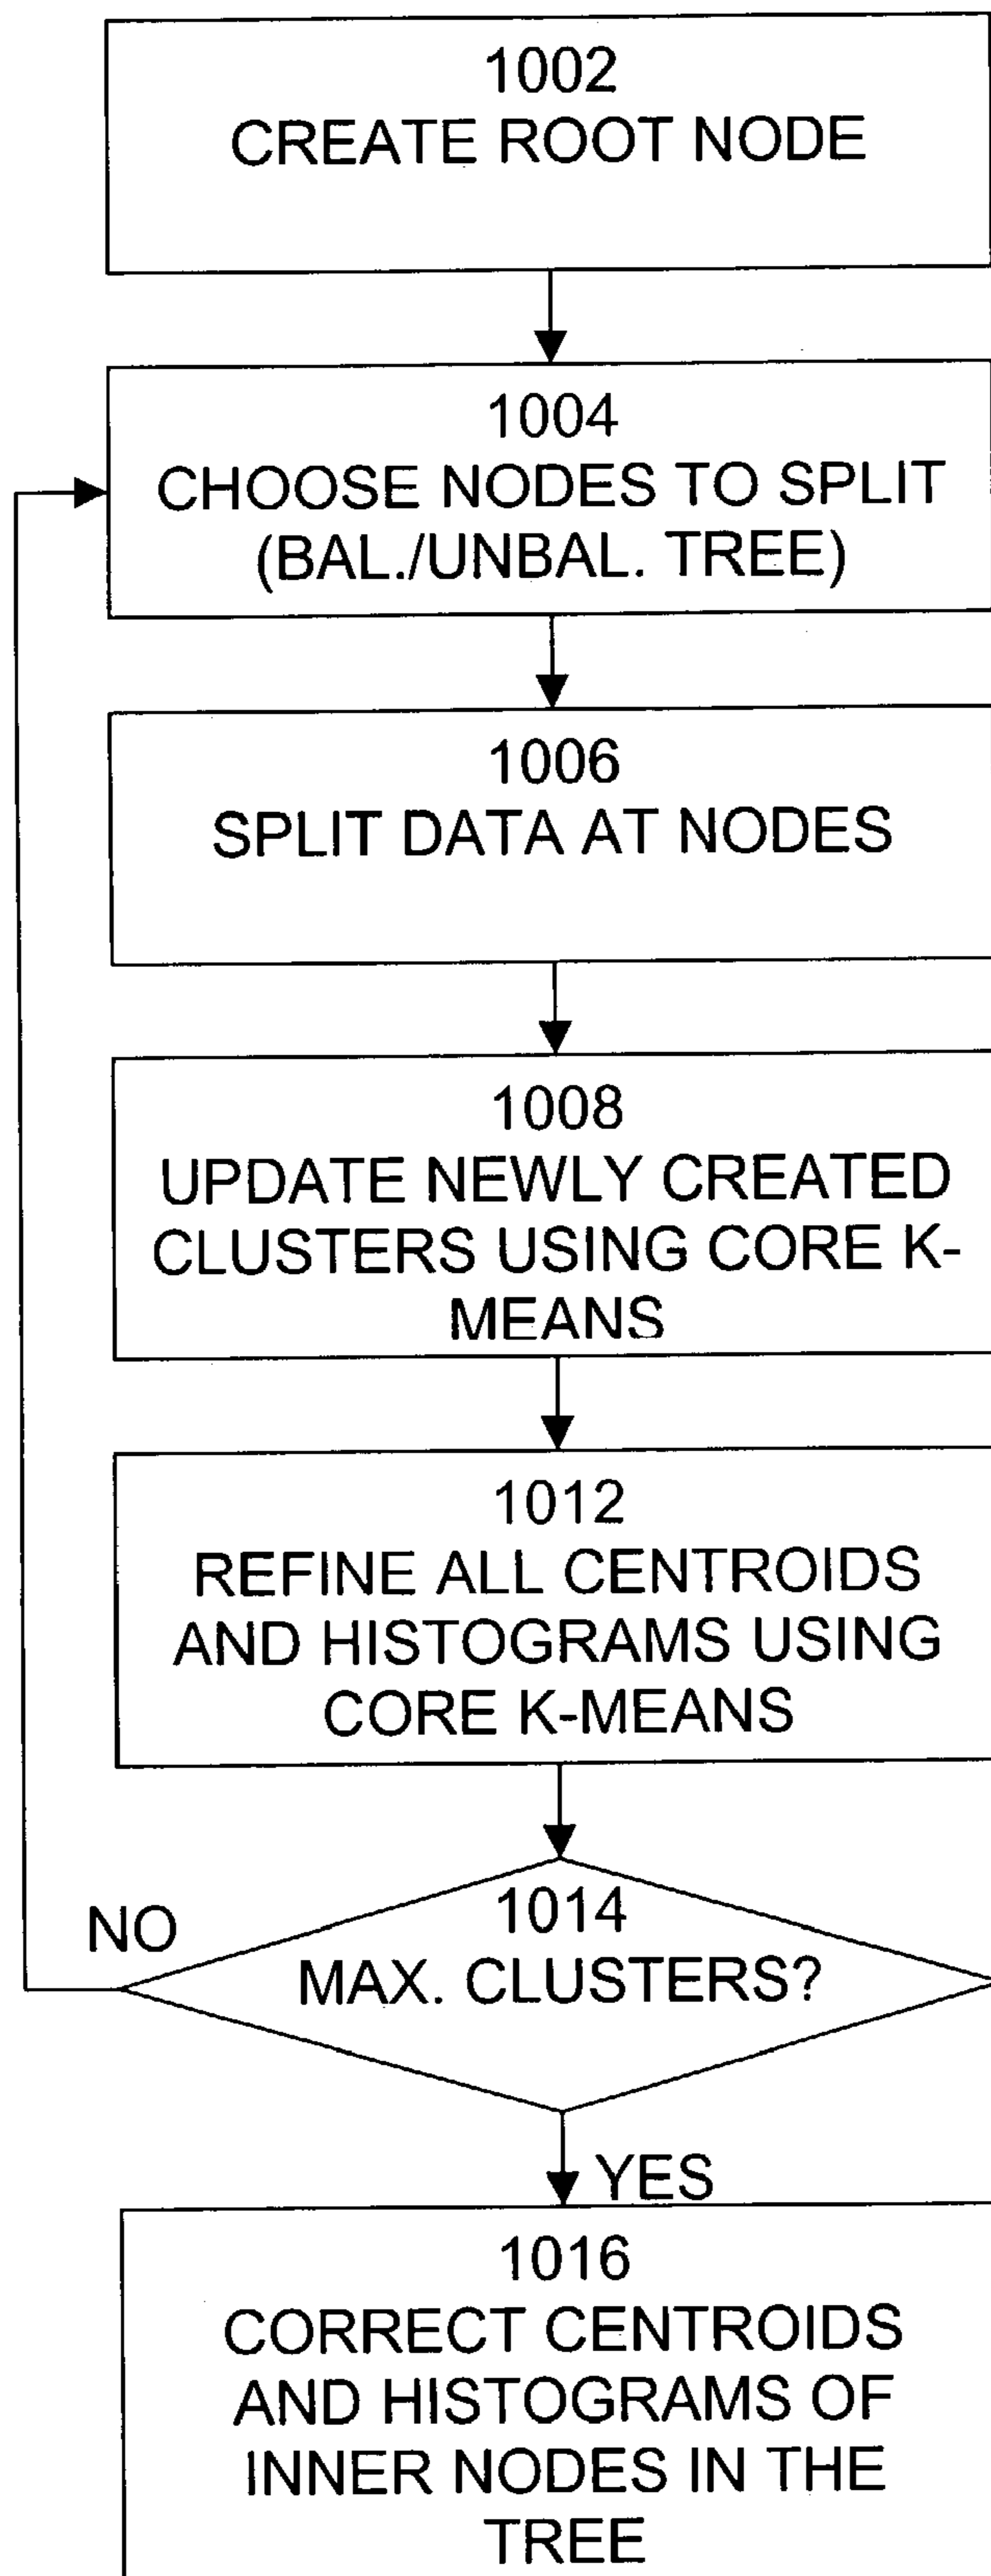 1002
CREATE ROOT NODE
1004
CHOOSE NODES TO SPLIT
(BAL./UNBAL. TREE)
1006
SPLIT DATA AT NODES
1008
UPDATE NEWLY CREATED
CLUSTERS USING CORE K-
MEANS
1012
REFINE ALL CENTROIDS
AND HISTOGRAMS USING
CORE K-MEANS
1014
MAX. CLUSTERS?
NO
YES
1016
CORRECT CENTROIDS
AND HISTOGRAMS OF
INNER NODES IN THE
TREE